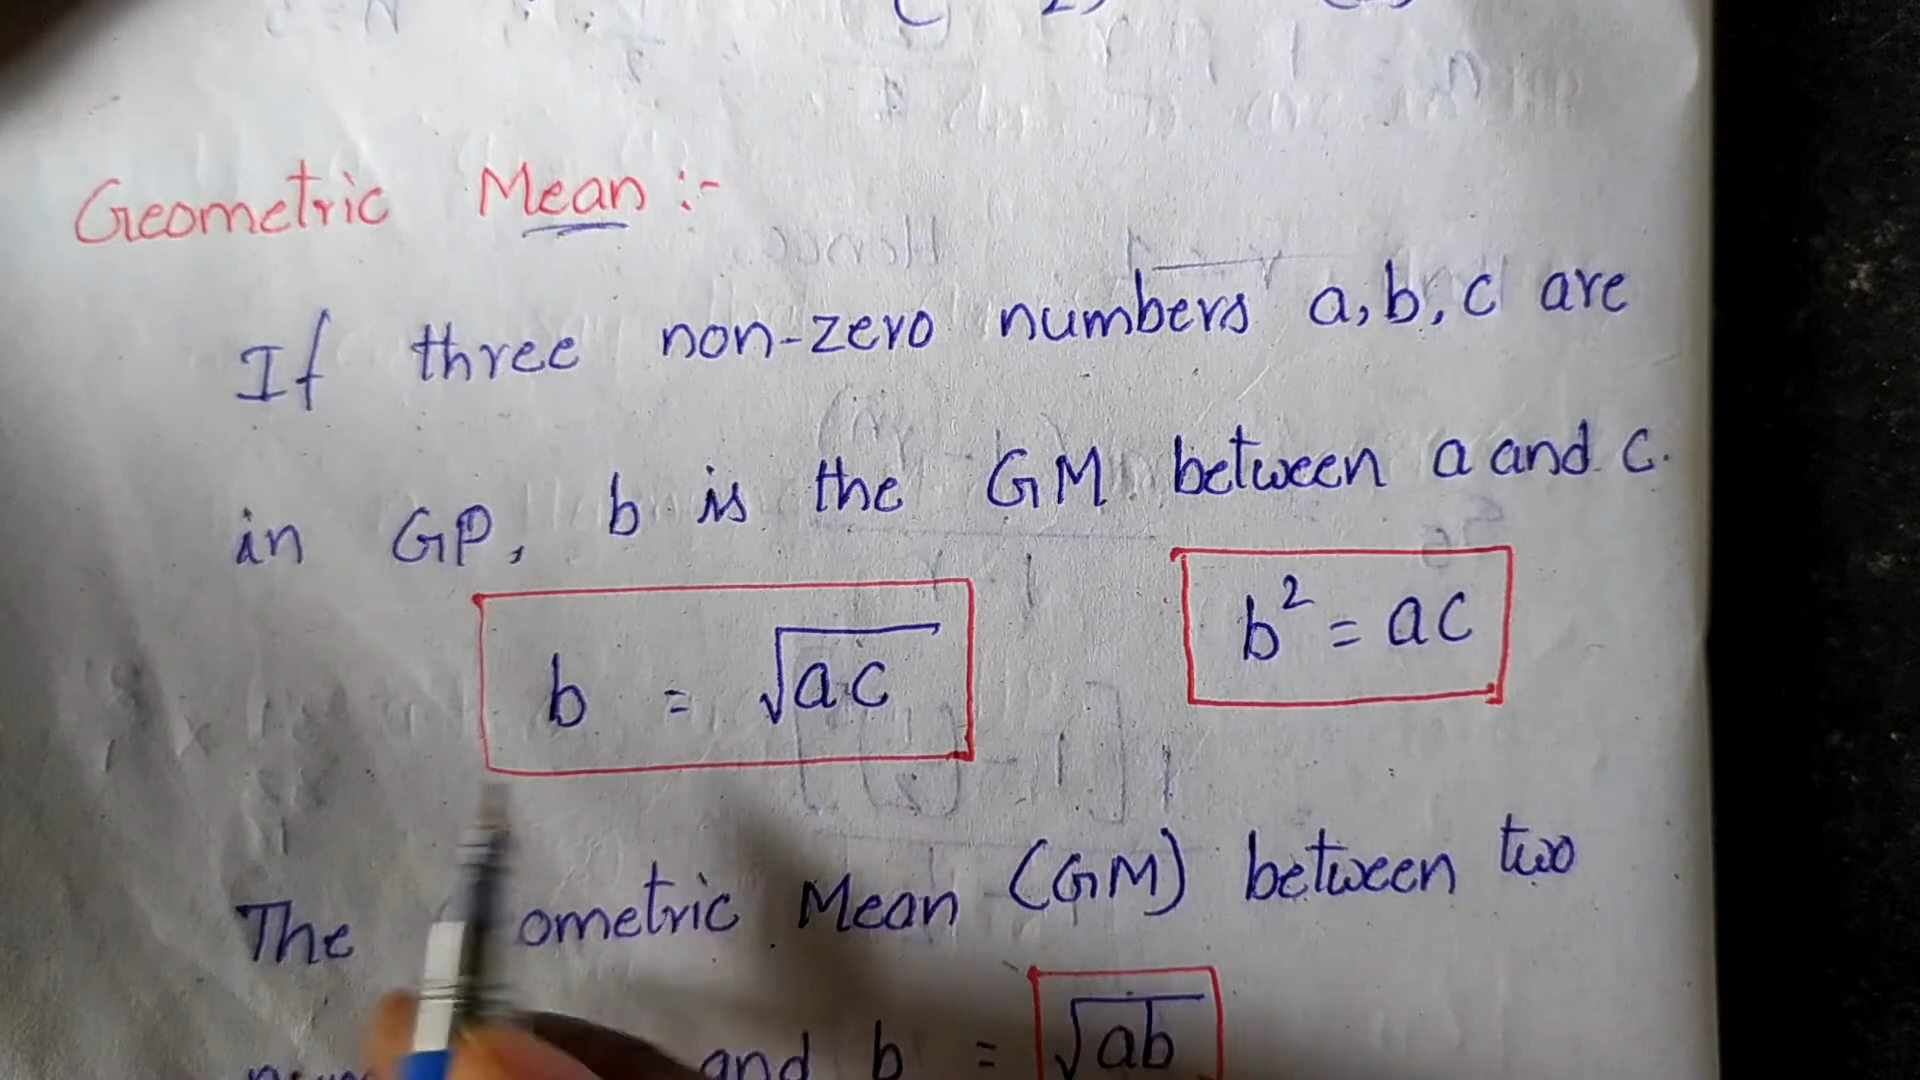 Geometric Mean :-
If three non-zero numbers a, b, c are
in GP, b is the GM between a and c.
b = √ac
b² = ac
The ometric Mean (GM) between two
and b = √ab